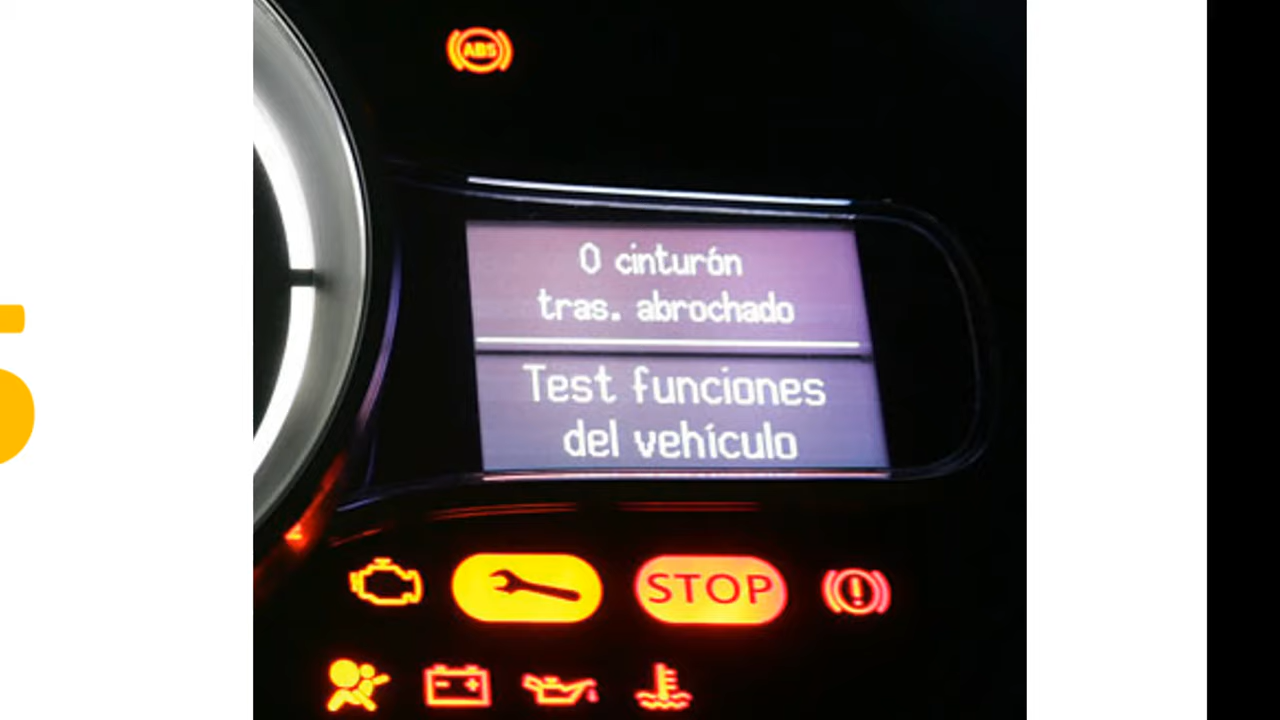 ABS
0 cinturón
tras. abrochado
Test funciones
del vehículo
STOP